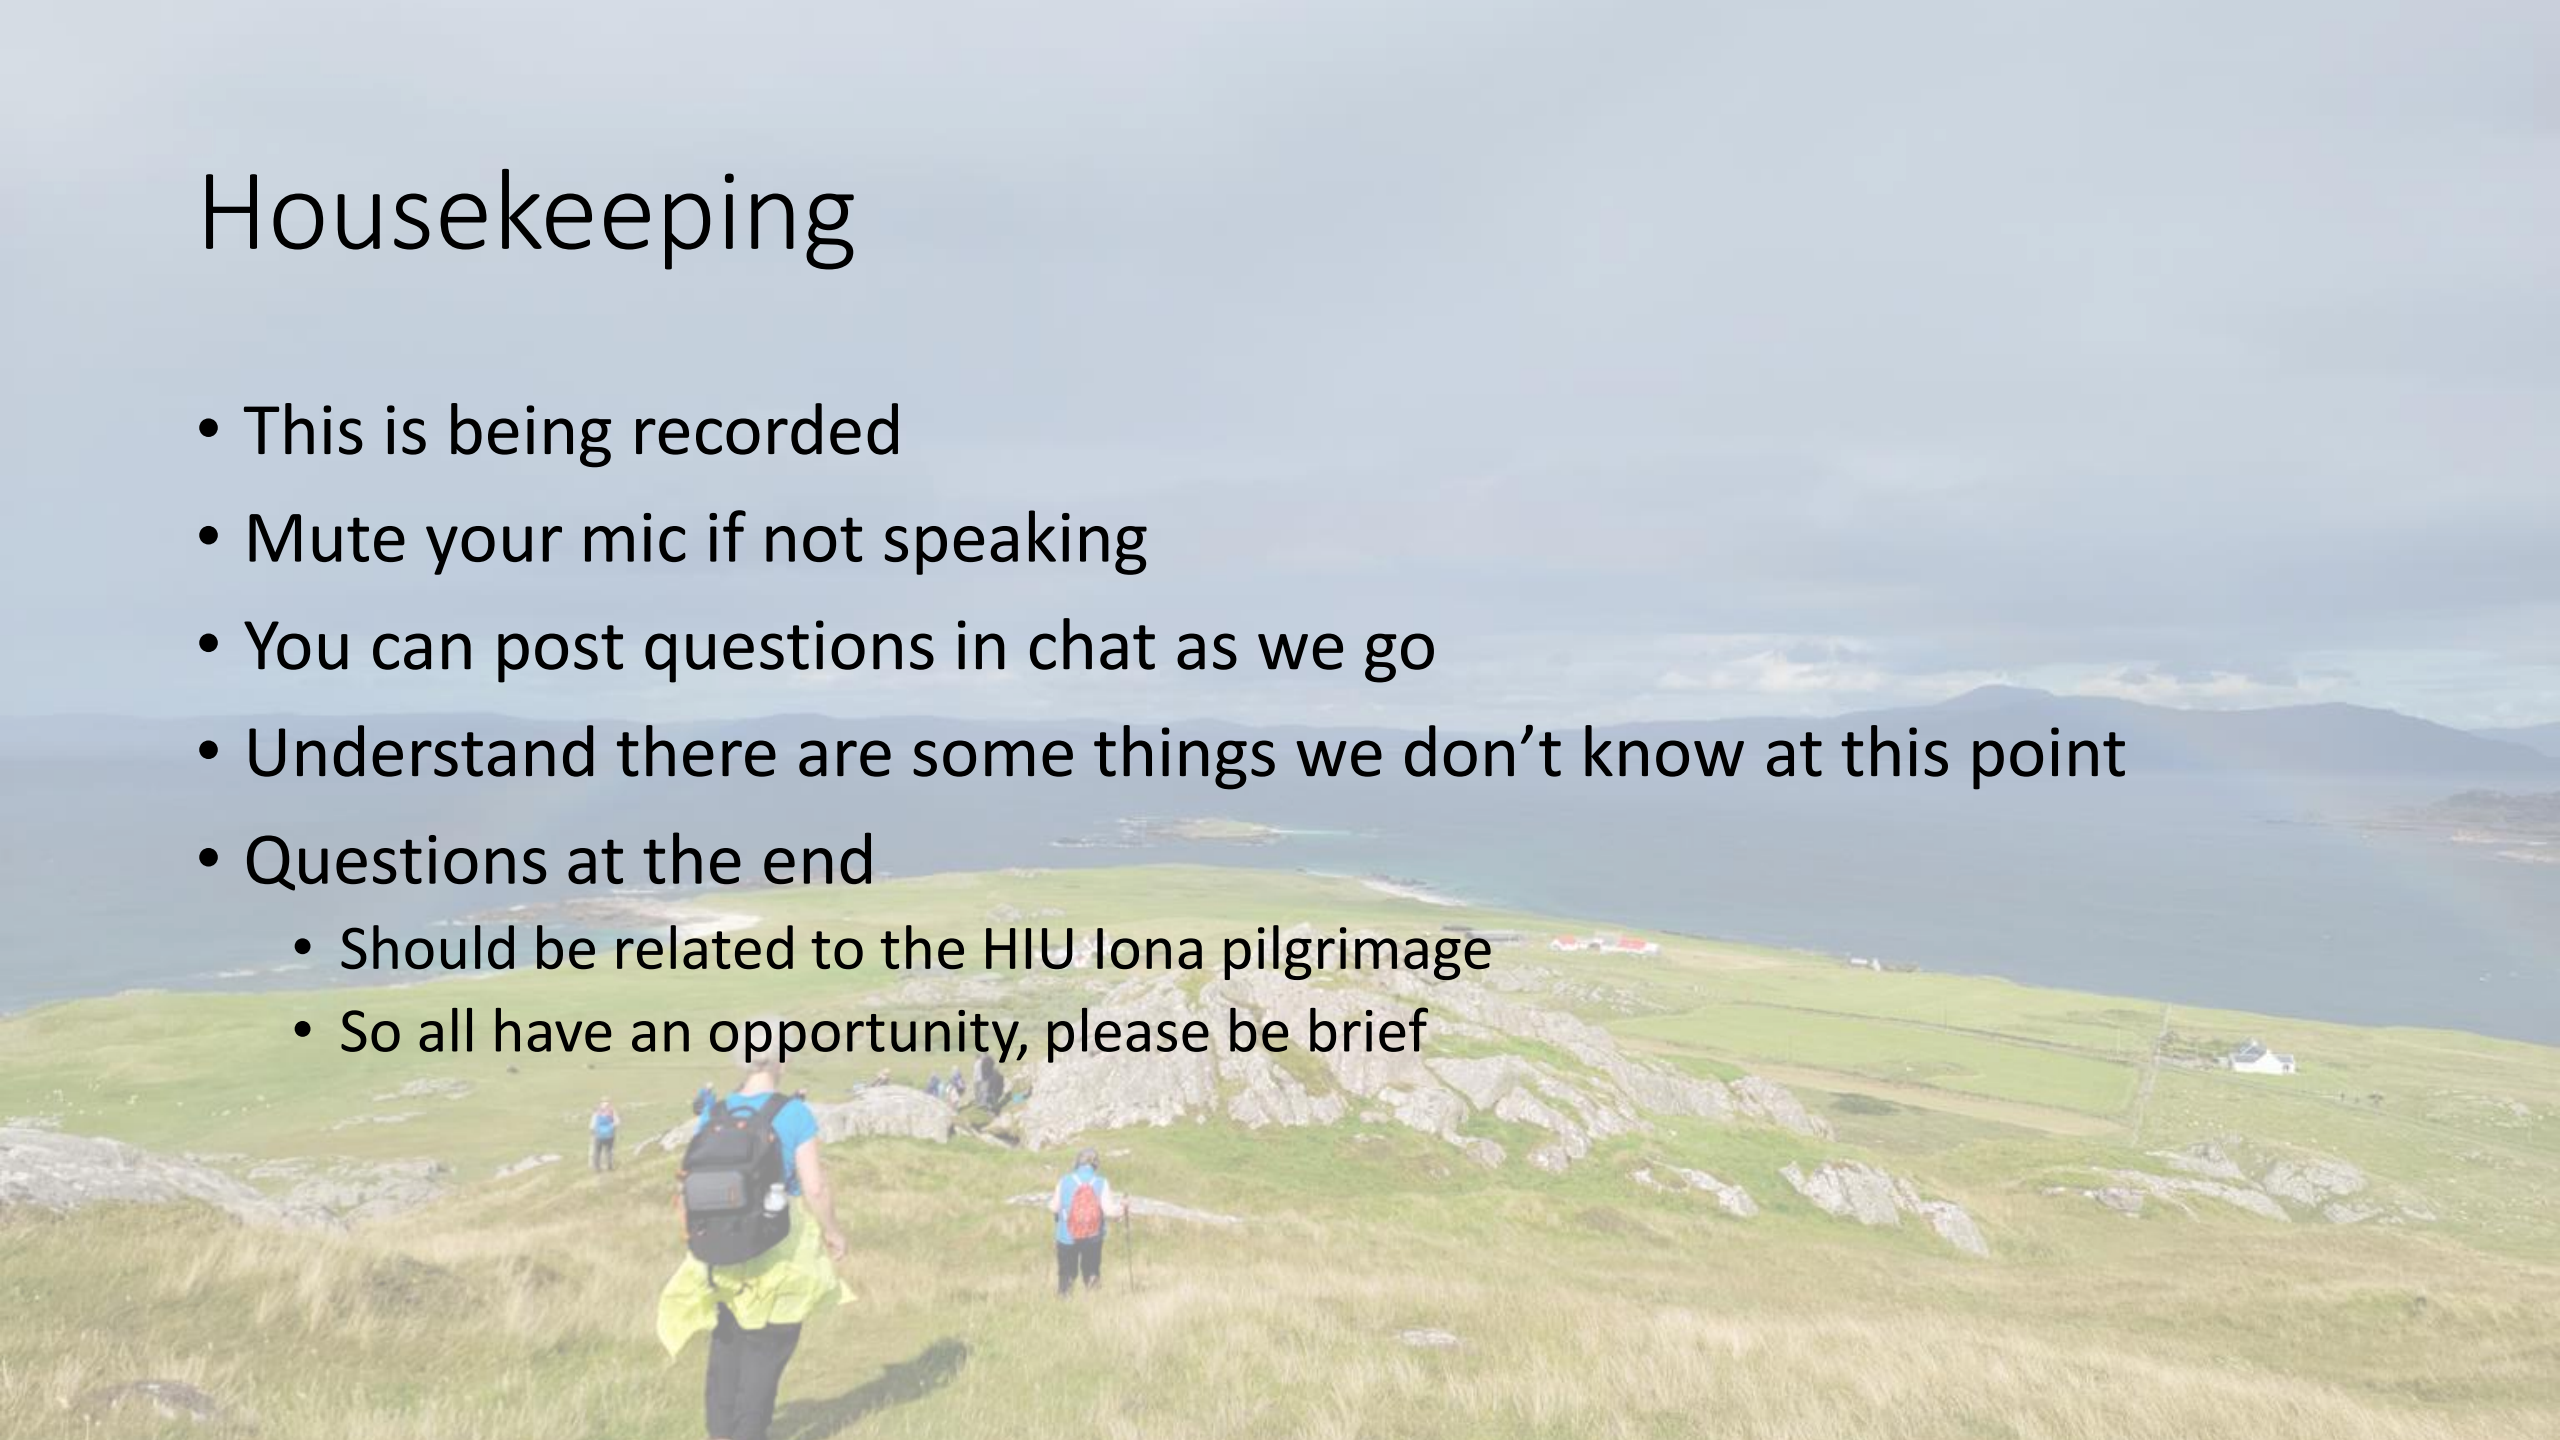 Housekeeping
• This is being recorded
• Mute your mic if not speaking
• You can post questions in chat as we go
• Understand there are some things we don’t know at this point
• Questions at the end
• Should be related to the HIU Iona pilgrimage
• So all have an opportunity, please be brief